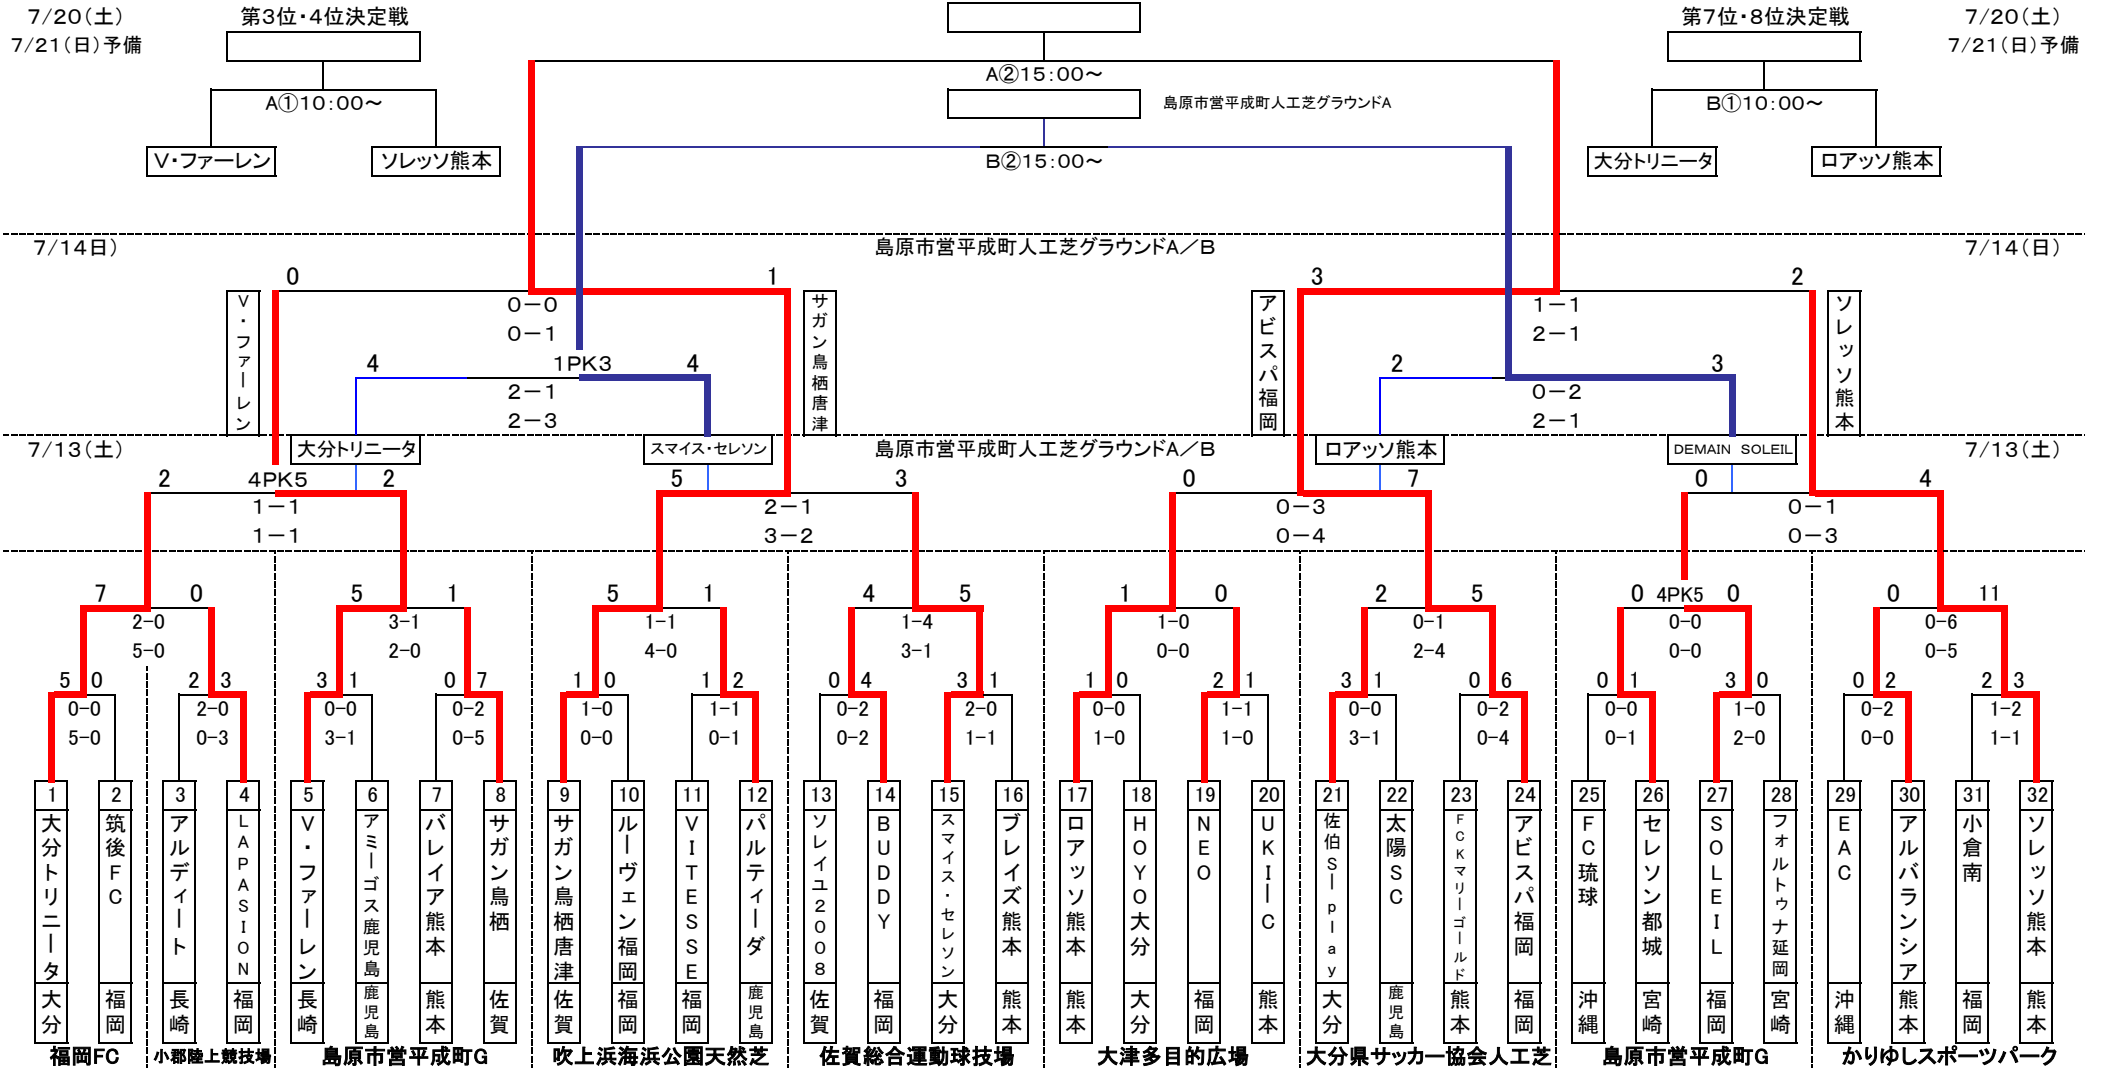 7/20(土) 第3位・4位決定戦 第7位・8位決定戦 7/20(土)
7/21(日)予備 7/21(日)予備
A②15:00～
A①10:00～ 島原市営平成町人工芝グラウンドA B①10:00～
V・ファーレン ソレッソ熊本 B②15:00～ 大分トリニータ ロアッソ熊本
7/14日) 島原市営平成町人工芝グラウンドA／B 7/14(日)
0 1 3 2
V・ファーレン サガン鳥栖唐津 アビスパ福岡 ソレッソ熊本
0－0 1－1
0－1 2－1
4 1PK3 4 2 3
2－1 0－2
2－3 2－1
7/13(土) 大分トリニータ スマイス・セレソン 島原市営平成町人工芝グラウンドA／B ロアッソ熊本 DEMAIN SOLEIL 7/13(土)
2 4PK5 2 5 3 0 7 0 4
1－1 2－1 0－3 0－1
1－1 3－2 0－4 0－3
7 0 5 1 5 1 4 5 1 0 2 5 0 4PK5 0 0 11
2-0 3-1 1-1 1-4 1-0 0-1 0-0 0-6
5-0 2-0 4-0 3-1 0-0 2-4 0-0 0-5
5 0 2 3 3 1 0 7 1 0 1 2 0 4 3 1 1 0 2 1 3 1 0 6 0 1 3 0 0 2 2 3
0-0 2-0 0-0 0-2 1-0 1-1 0-2 2-0 0-0 1-1 0-0 0-2 0-0 1-0 0-2 1-2
5-0 0-3 3-1 0-5 0-0 0-1 0-2 1-1 1-0 1-0 3-1 0-4 0-1 2-0 0-0 1-1
1 2 3 4 5 6 7 8 9 10 11 12 13 14 15 16 17 18 19 20 21 22 23 24 25 26 27 28 29 30 31 32
大分トリニータ 筑後FC アルディート LAPASION V・ファーレン アミーゴス鹿児島 バレイア熊本 サガン鳥栖 サガン鳥栖唐津 ルーヴェン福岡 VITESSE パルティーダ ソレイユ2008 BUDDY スマイス・セレソン ブレイズ熊本 ロアッソ熊本 HOYO大分 NEO UKI－C 佐伯S－play 太陽SC FCKマリーゴールド アビスパ福岡 FC琉球 セレソン都城 SOLEIL フォルトゥナ延岡 EAC アルバランシア 小倉南 ソレッソ熊本
大分 福岡 長崎 福岡 長崎 鹿児島 熊本 佐賀 佐賀 福岡 福岡 鹿児島 佐賀 福岡 大分 熊本 熊本 大分 福岡 熊本 大分 鹿児島 熊本 福岡 沖縄 宮崎 福岡 宮崎 沖縄 熊本 福岡 熊本
福岡FC 小郡陸上競技場 島原市営平成町G 吹上浜海浜公園天然芝 佐賀総合運動球技場 大津多目的広場 大分県サッカー協会人工芝 島原市営平成町G かりゆしスポーツパーク